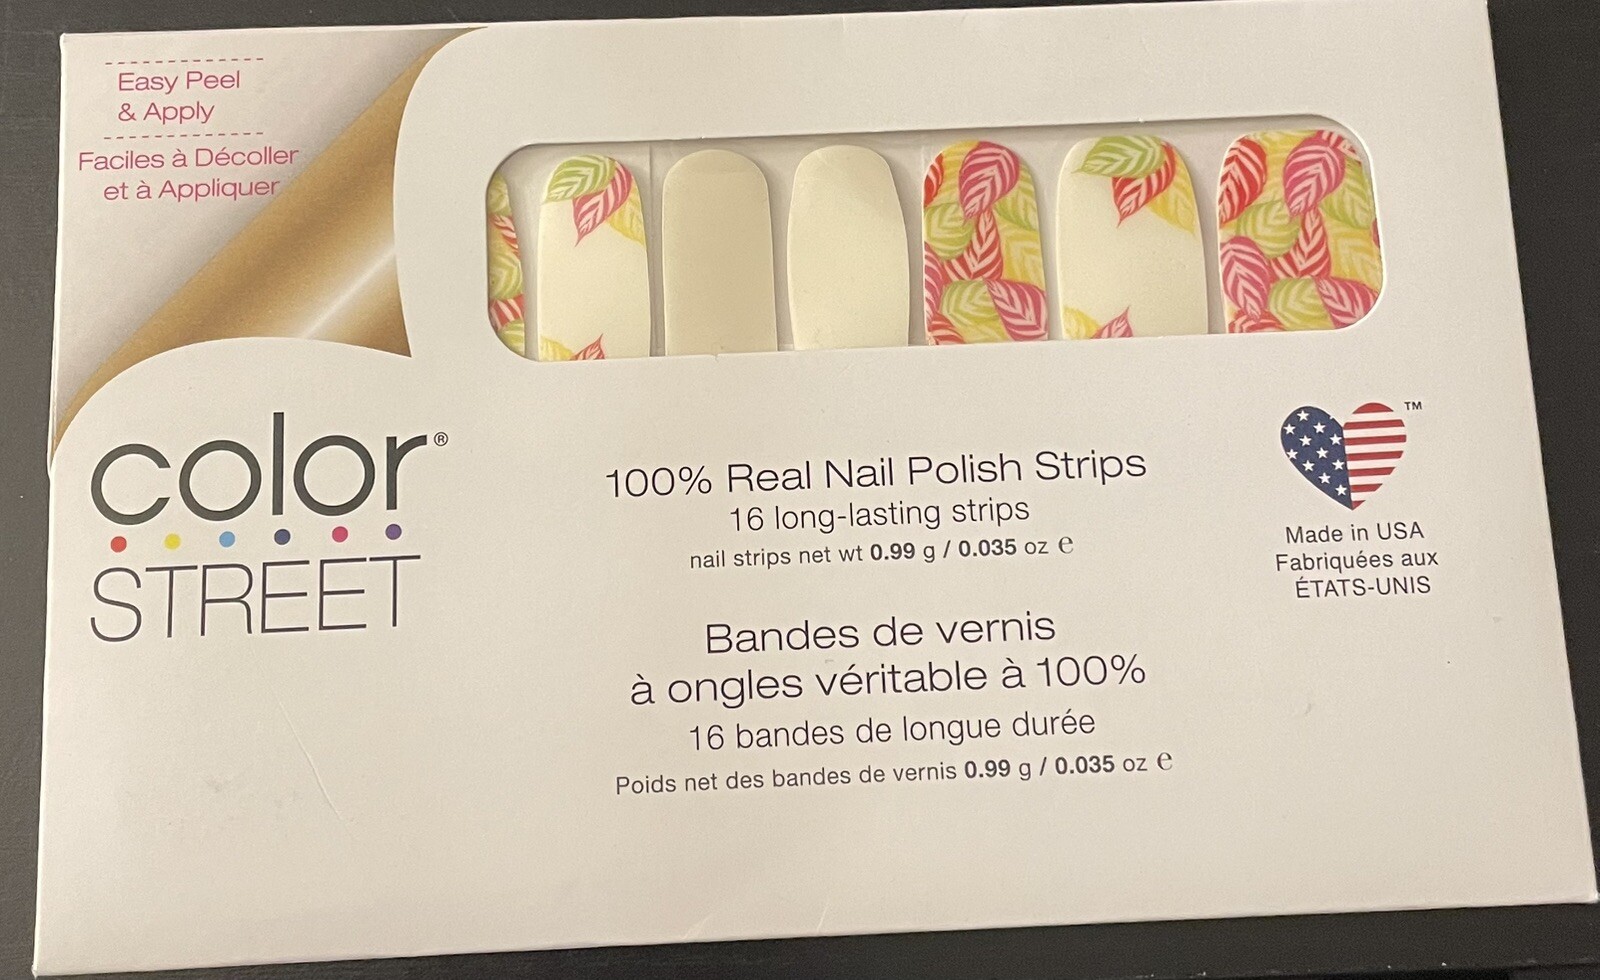 Easy Peel
& Apply
Faciles à Décoller
et à Appliquer
color®
STREET
100% Real Nail Polish Strips
16 long-lasting strips
nail strips net wt 0.99 g / 0.035 oz ℮
Bandes de vernis
à ongles véritable à 100%
16 bandes de longue durée
Poids net des bandes de vernis 0.99 g / 0.035 oz ℮
TM
Made in USA
Fabriquées aux
ÉTATS-UNIS